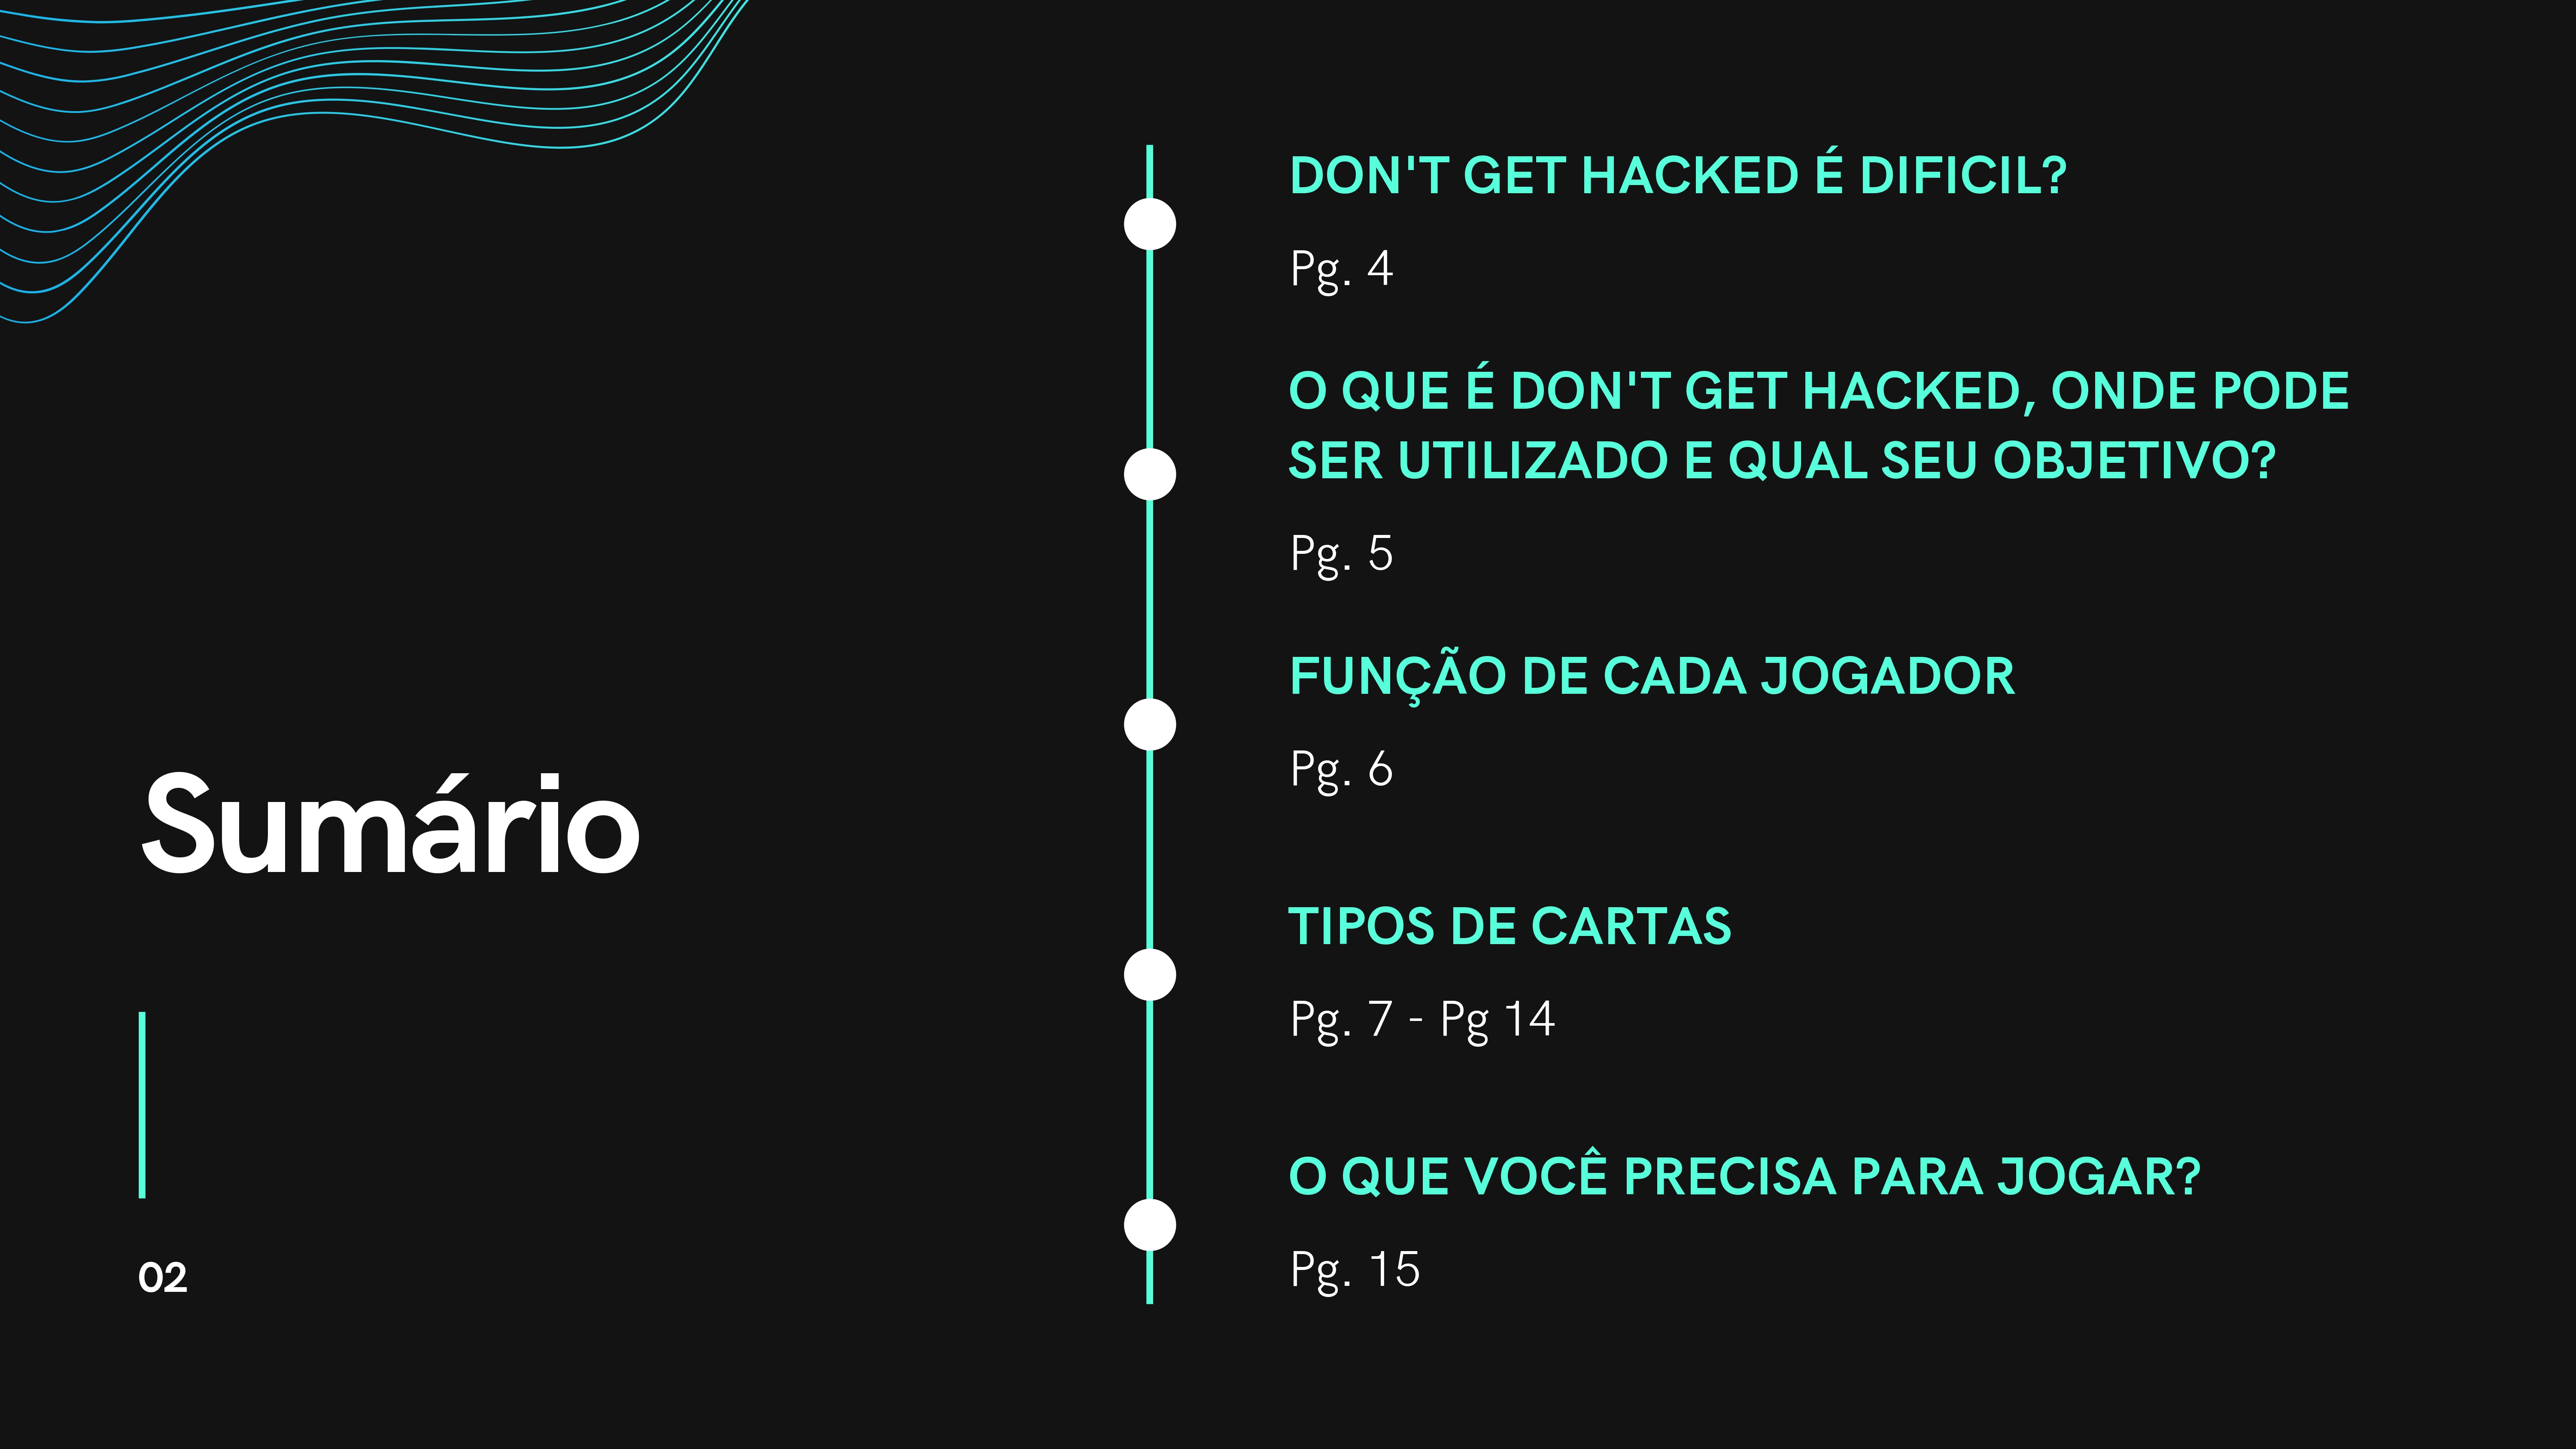 Sumário
02
DON'T GET HACKED É DIFICIL?
Pg. 4
O QUE É DON'T GET HACKED, ONDE PODE
SER UTILIZADO E QUAL SEU OBJETIVO?
Pg. 5
FUNÇÃO DE CADA JOGADOR
Pg. 6
TIPOS DE CARTAS
Pg. 7 - Pg 14
O QUE VOCÊ PRECISA PARA JOGAR?
Pg. 15